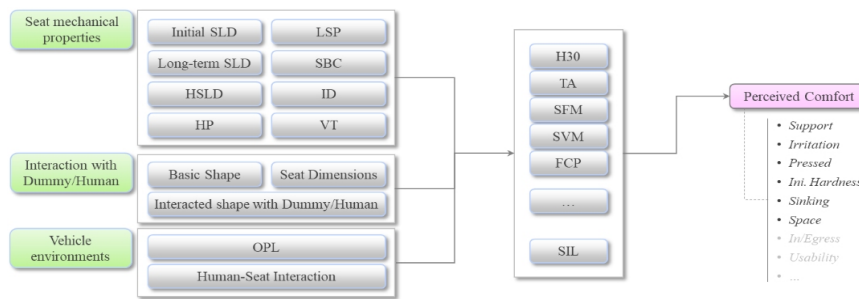 Seat mechanical
properties
Initial SLD
LSP
Long-term SLD
SBC
HSLD
ID
HP
VT
Interaction with
Dummy/Human
Basic Shape
Seat Dimensions
Interacted shape with Dummy/Human
Vehicle
environments
OPL
Human-Seat Interaction
H30
TA
SFM
SVM
FCP
...
SIL
Perceived Comfort
• Support
• Irritation
• Pressed
• Ini. Hardness
• Sinking
• Space
• In/Egress
• Usability
• ...